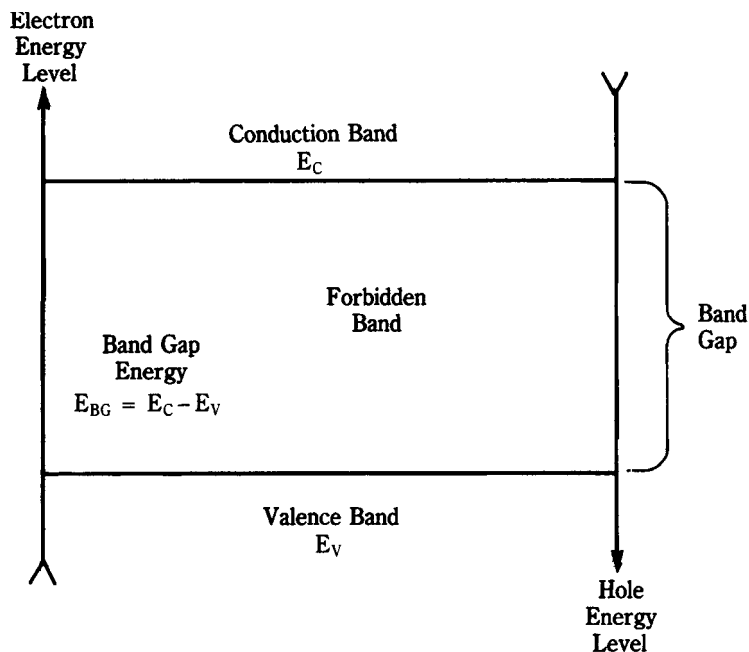 Electron
Energy
Level
Conduction Band
E_C
Forbidden
Band
Band
Gap
Band Gap
Energy
E_BG = E_C – E_V
Valence Band
E_V
Hole
Energy
Level